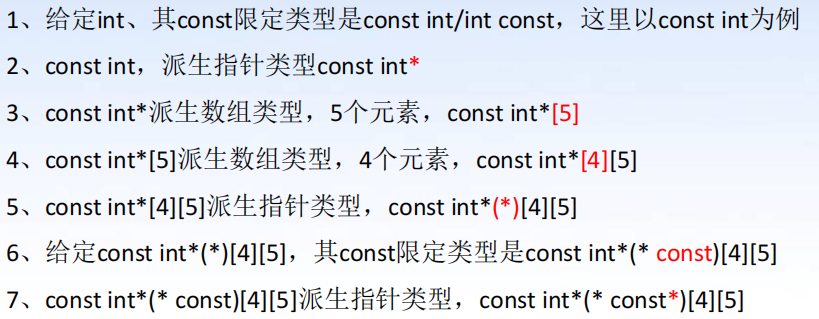 1、给定int、其const限定类型是const int/int const，这里以const int为例
2、const int，派生指针类型const int*
3、const int*派生数组类型，5个元素，const int*[5]
4、const int*[5]派生数组类型，4个元素，const int*[4][5]
5、const int*[4][5]派生指针类型，const int*(*)[4][5]
6、给定const int*(*)[4][5]，其const限定类型是const int*(* const)[4][5]
7、const int*(* const)[4][5]派生指针类型，const int*(* const*)[4][5]